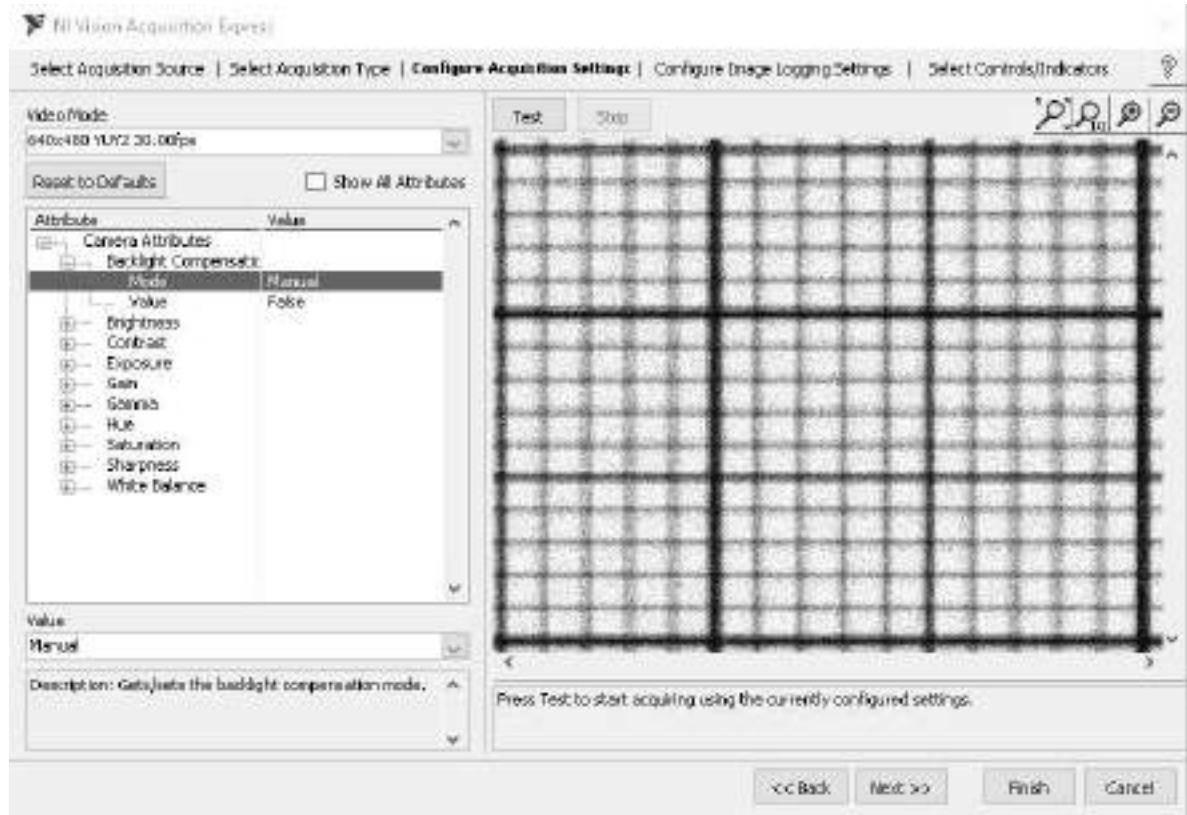 NI Vision Acquisition Express
Select Acquisition Source | Select Acquisition Type | Configure Acquisition Settings | Configure Image Logging Settings | Select Controls/Indicators
Video Mode
640x480 YUY2 30.00fps
Reset to Defaults
Show All Attributes
Test
Stop
Attribute Value
Camera Attributes
Backlight Compensatic
Mode Manual
Value False
Brightness
Contrast
Exposure
Gain
Gamma
Hue
Saturation
Sharpness
White Balance
Value
Manual
Description: Gets/sets the backlight compensation mode.
Press Test to start acquiring using the currently configured settings.
<< Back Next >> Finish Cancel